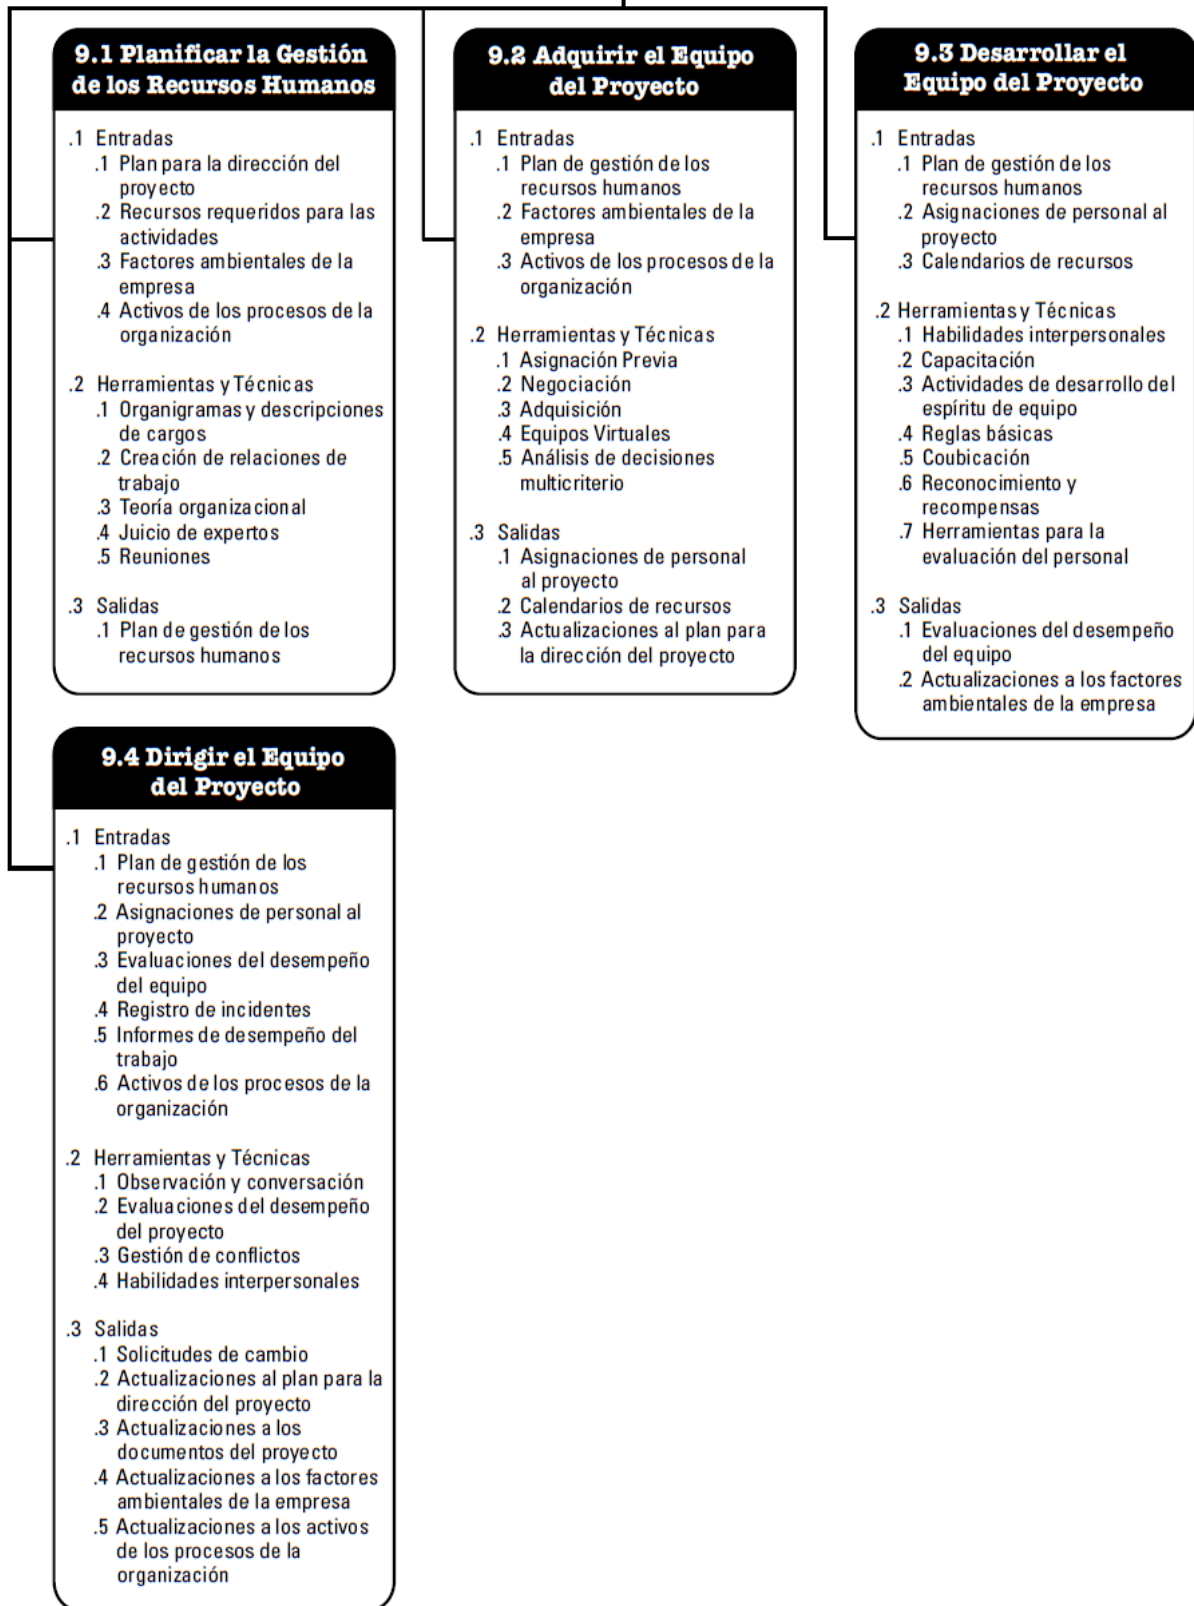 9.1 Planificar la Gestión
de los Recursos Humanos
.1 Entradas
.1 Plan para la dirección del
proyecto
.2 Recursos requeridos para las
actividades
.3 Factores ambientales de la
empresa
.4 Activos de los procesos de la
organización
.2 Herramientas y Técnicas
.1 Organigramas y descripciones
de cargos
.2 Creación de relaciones de
trabajo
.3 Teoría organizacional
.4 Juicio de expertos
.5 Reuniones
.3 Salidas
.1 Plan de gestión de los
recursos humanos
9.2 Adquirir el Equipo
del Proyecto
.1 Entradas
.1 Plan de gestión de los
recursos humanos
.2 Factores ambientales de la
empresa
.3 Activos de los procesos de la
organización
.2 Herramientas y Técnicas
.1 Asignación Previa
.2 Negociación
.3 Adquisición
.4 Equipos Virtuales
.5 Análisis de decisiones
multicriterio
.3 Salidas
.1 Asignaciones de personal
al proyecto
.2 Calendarios de recursos
.3 Actualizaciones al plan para
la dirección del proyecto
9.3 Desarrollar el
Equipo del Proyecto
.1 Entradas
.1 Plan de gestión de los
recursos humanos
.2 Asignaciones de personal al
proyecto
.3 Calendarios de recursos
.2 Herramientas y Técnicas
.1 Habilidades interpersonales
.2 Capacitación
.3 Actividades de desarrollo del
espíritu de equipo
.4 Reglas básicas
.5 Coubicación
.6 Reconocimiento y
recompensas
.7 Herramientas para la
evaluación del personal
.3 Salidas
.1 Evaluaciones del desempeño
del equipo
.2 Actualizaciones a los factores
ambientales de la empresa
9.4 Dirigir el Equipo
del Proyecto
.1 Entradas
.1 Plan de gestión de los
recursos humanos
.2 Asignaciones de personal al
proyecto
.3 Evaluaciones del desempeño
del equipo
.4 Registro de incidentes
.5 Informes de desempeño del
trabajo
.6 Activos de los procesos de la
organización
.2 Herramientas y Técnicas
.1 Observación y conversación
.2 Evaluaciones del desempeño
del proyecto
.3 Gestión de conflictos
.4 Habilidades interpersonales
.3 Salidas
.1 Solicitudes de cambio
.2 Actualizaciones al plan para la
dirección del proyecto
.3 Actualizaciones a los
documentos del proyecto
.4 Actualizaciones a los factores
ambientales de la empresa
.5 Actualizaciones a los activos
de los procesos de la
organización